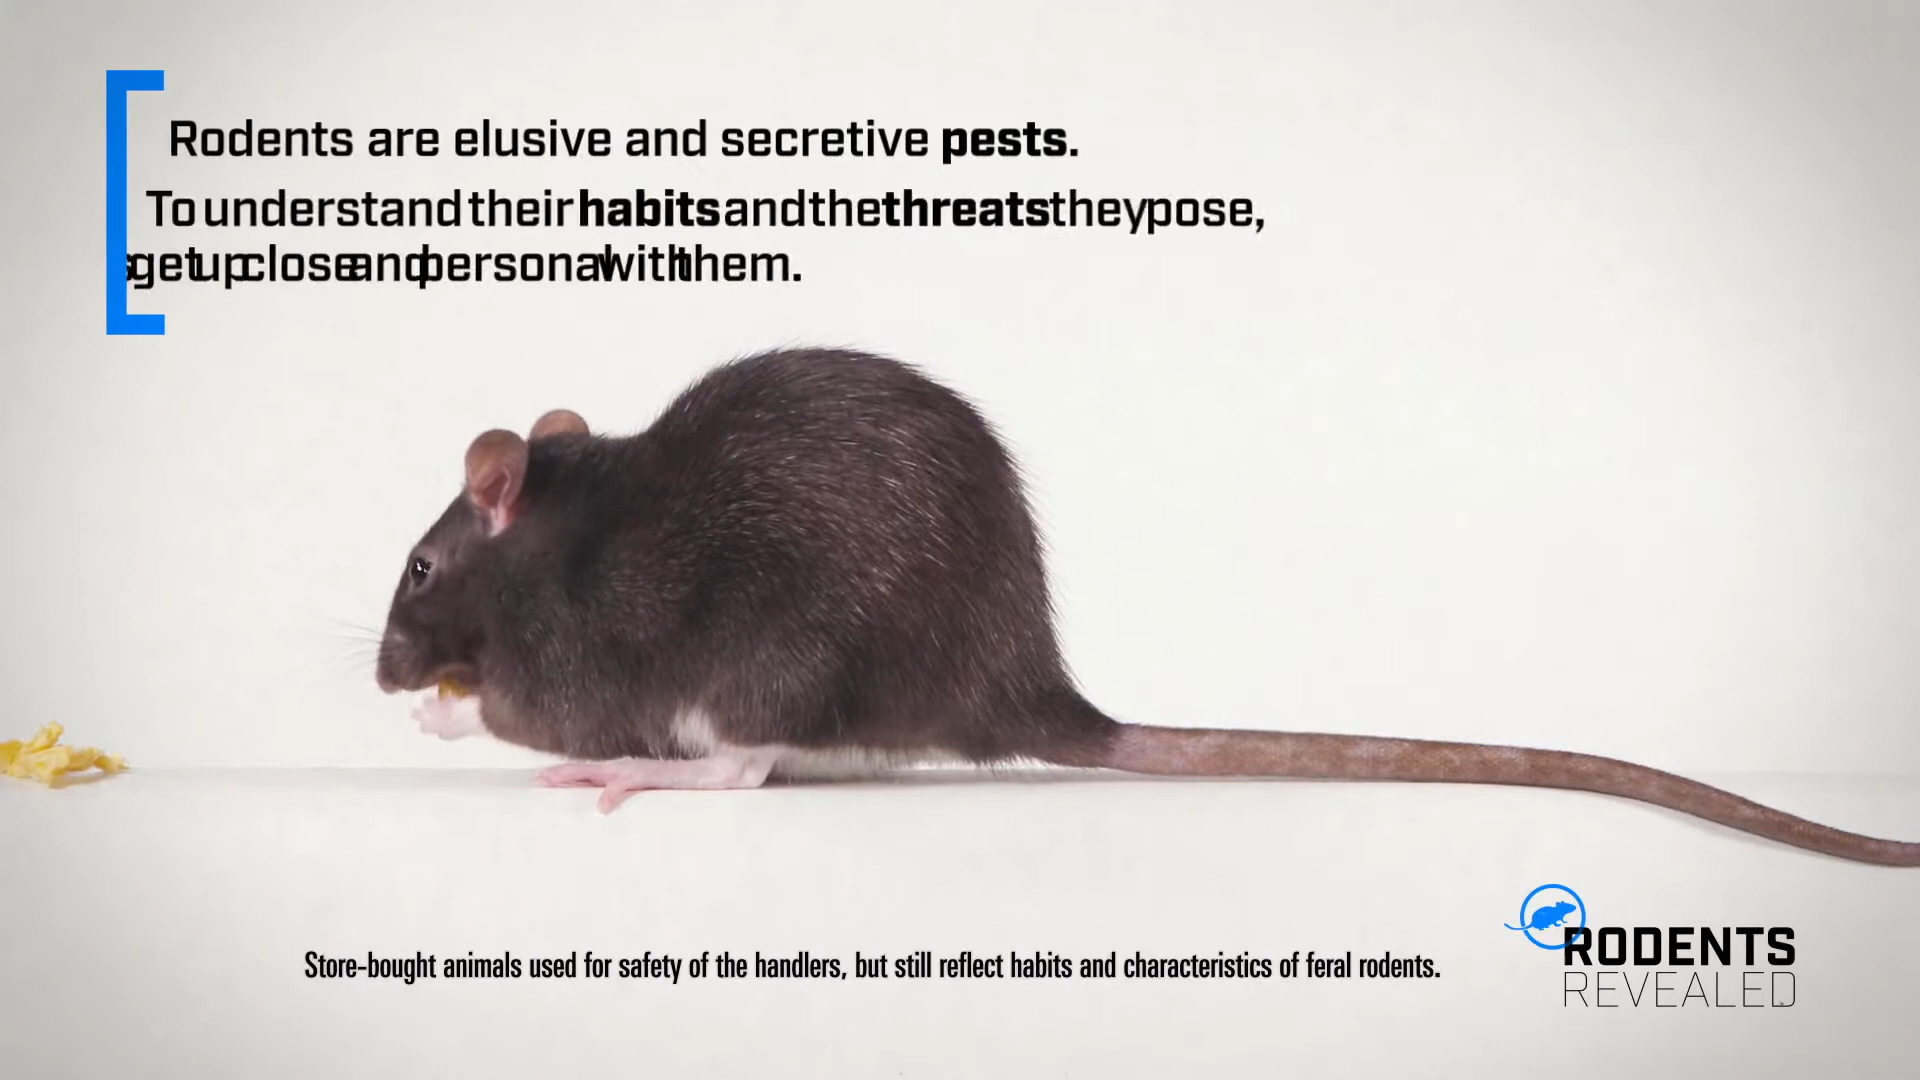 Rodents are elusive and secretive pests.
To understand their habits and the threats they pose,
get up close and personal with them.
Store-bought animals used for safety of the handlers, but still reflect habits and characteristics of feral rodents.
RODENTS
REVEALED